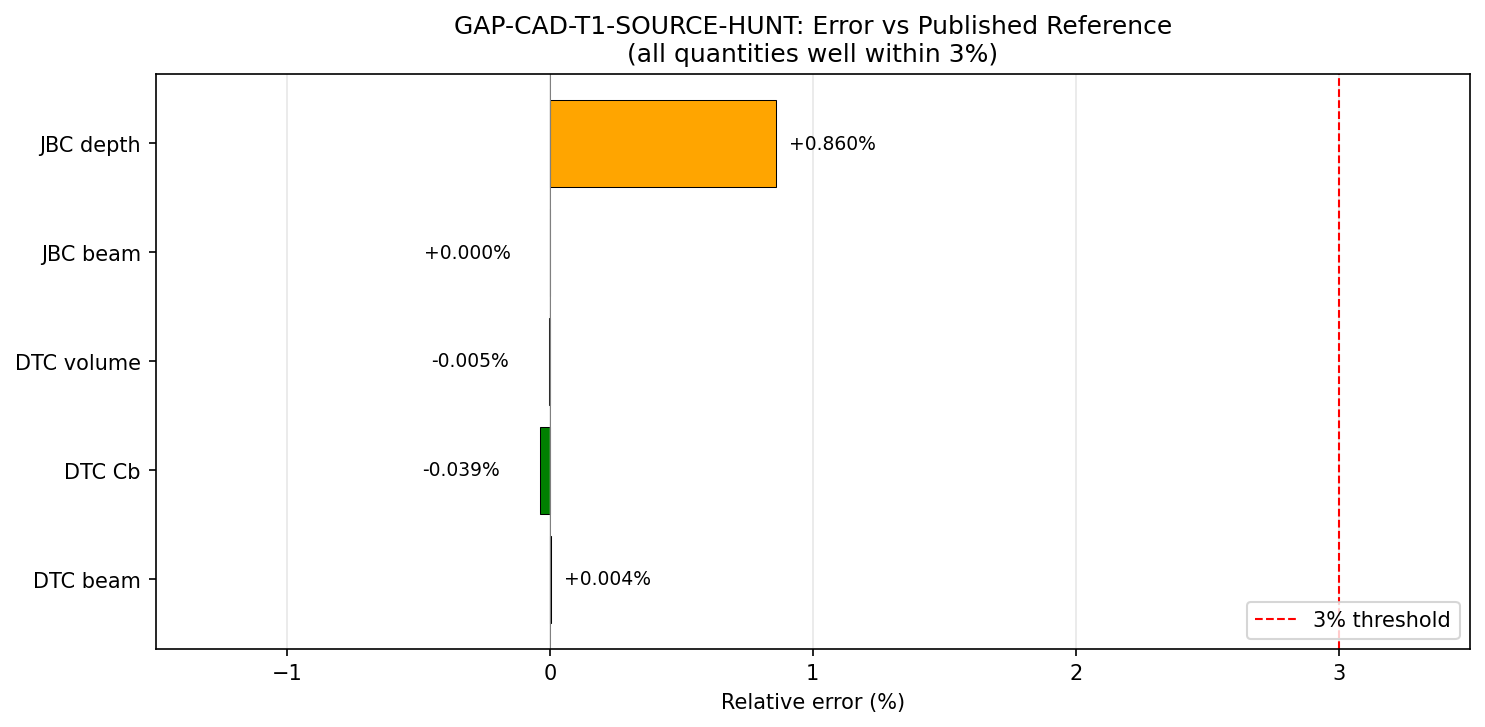 GAP-CAD-T1-SOURCE-HUNT: Error vs Published Reference
(all quantities well within 3%)
JBC depth
+0.860%
JBC beam
+0.000%
DTC volume
-0.005%
DTC Cb
-0.039%
DTC beam
+0.004%
3% threshold
−1
0
1
2
3
Relative error (%)